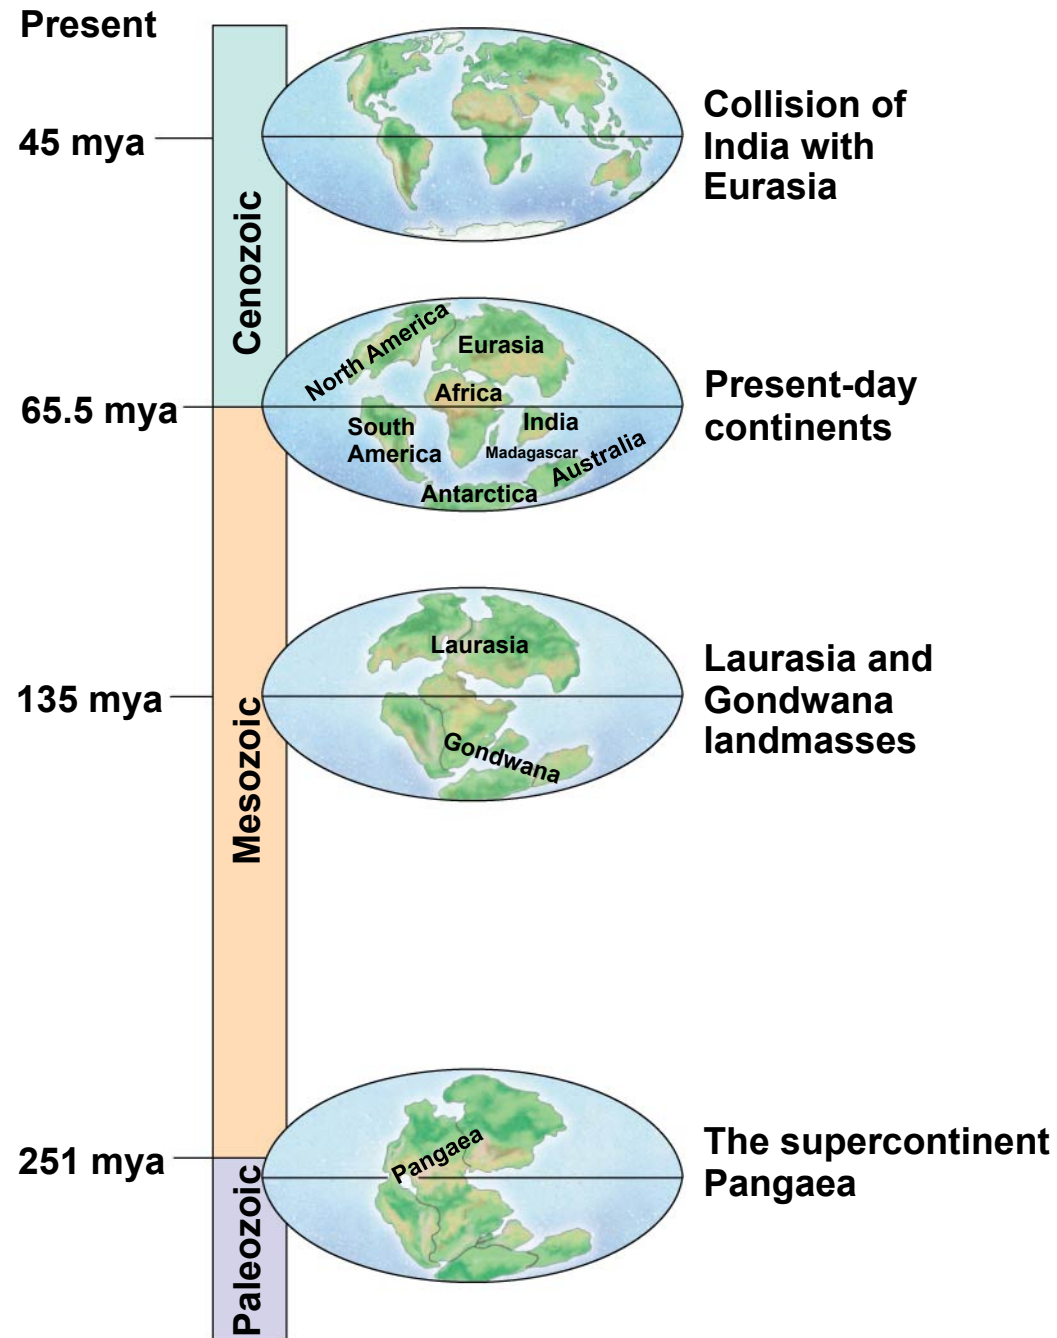 Present
45 mya
Cenozoic
Collision of
India with
Eurasia
North America
Eurasia
Africa
South
America
India
Madagascar
Australia
Antarctica
65.5 mya
Present-day
continents
Laurasia
Gondwana
135 mya
Mesozoic
Laurasia and
Gondwana
landmasses
Pangaea
251 mya
Paleozoic
The supercontinent
Pangaea